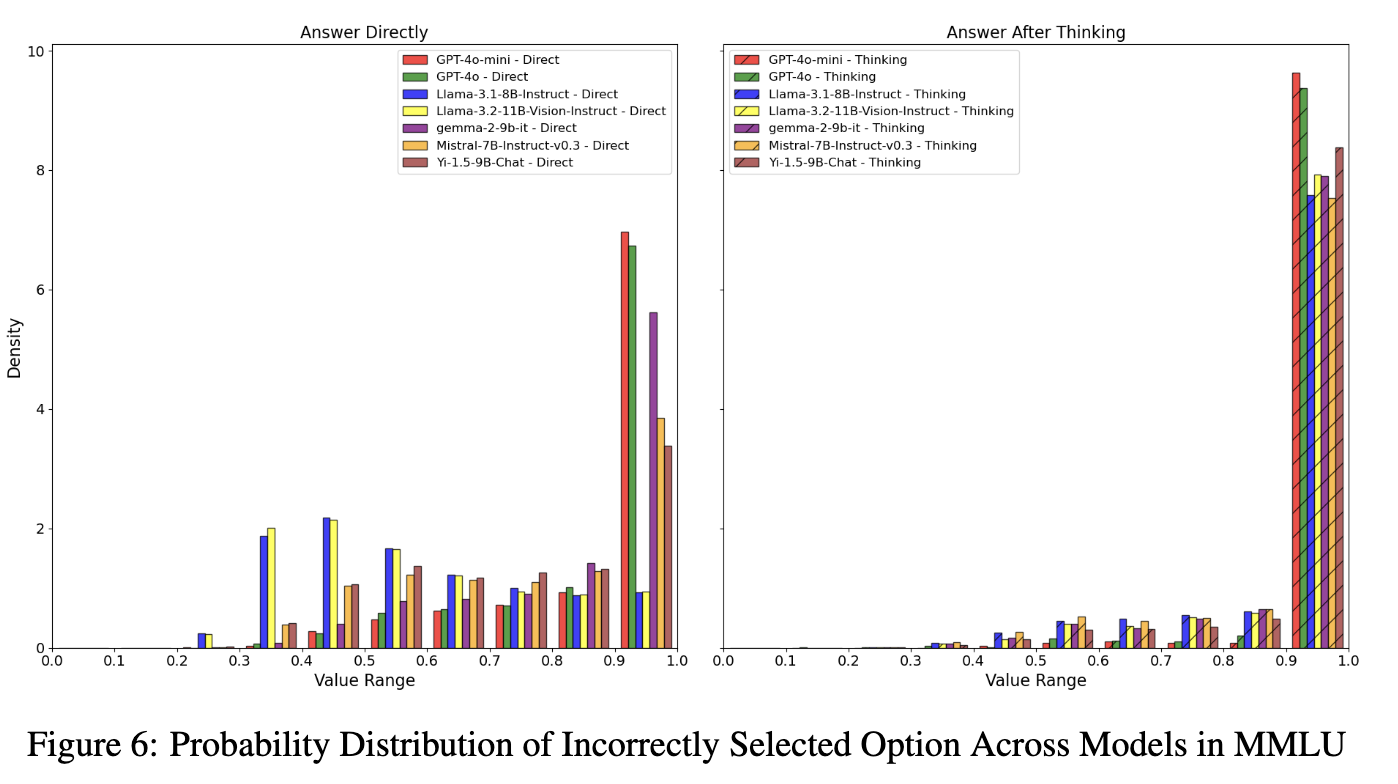 Answer Directly
Answer After Thinking
10
8
6
4
2
0
Density
GPT-4o-mini - Direct
GPT-4o - Direct
Llama-3.1-8B-Instruct - Direct
Llama-3.2-11B-Vision-Instruct - Direct
gemma-2-9b-it - Direct
Mistral-7B-Instruct-v0.3 - Direct
Yi-1.5-9B-Chat - Direct
0.0 0.1 0.2 0.3 0.4 0.5 0.6 0.7 0.8 0.9 1.0
Value Range
GPT-4o-mini - Thinking
GPT-4o - Thinking
Llama-3.1-8B-Instruct - Thinking
Llama-3.2-11B-Vision-Instruct - Thinking
gemma-2-9b-it - Thinking
Mistral-7B-Instruct-v0.3 - Thinking
Yi-1.5-9B-Chat - Thinking
0.0 0.1 0.2 0.3 0.4 0.5 0.6 0.7 0.8 0.9 1.0
Value Range
Figure 6: Probability Distribution of Incorrectly Selected Option Across Models in MMLU